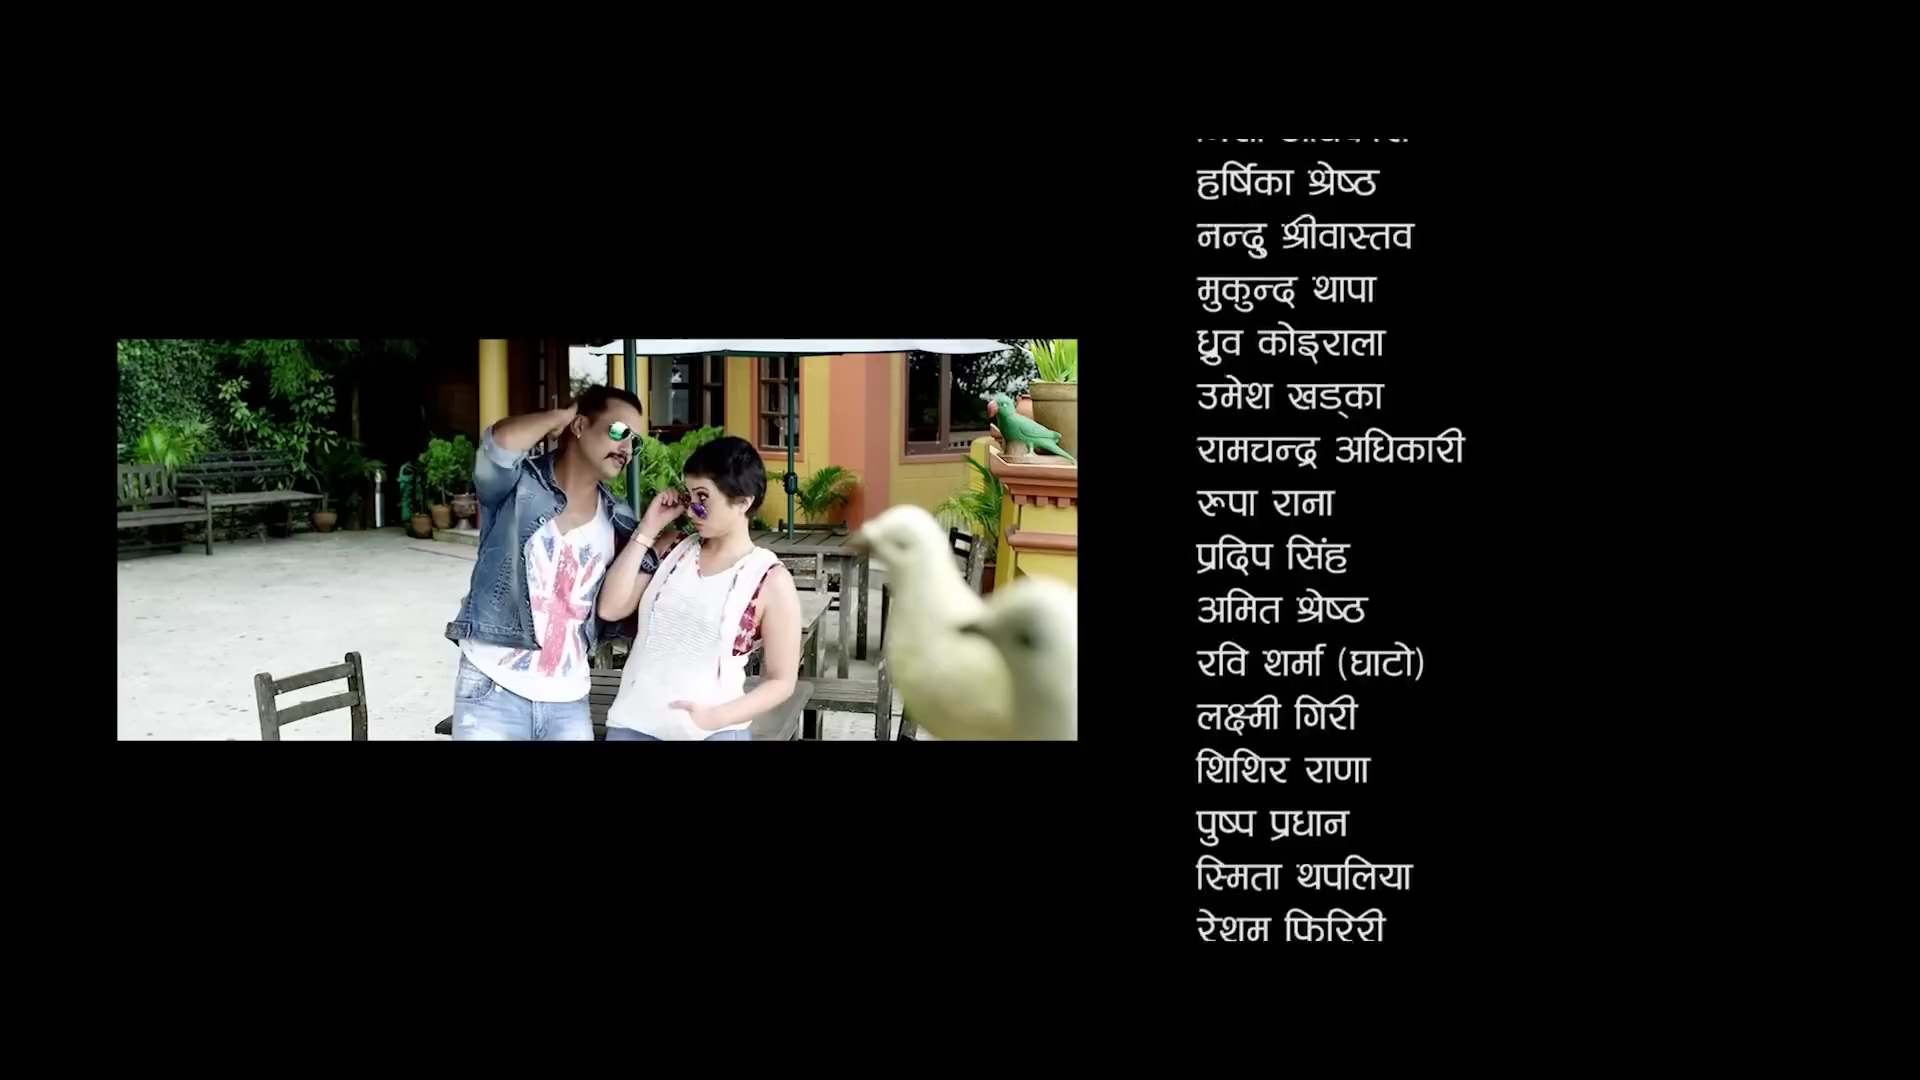 हर्षिका श्रेष्ठ
नन्दु श्रीवास्तव
मुकुन्द थापा
ध्रुव कोइराला
उमेश खड्का
रामचन्द्र अधिकारी
रूपा राना
प्रदिप सिंह
अमित श्रेष्ठ
रवि शर्मा (घाटो)
लक्ष्मी गिरी
शिशिर राणा
पुष्प प्रधान
स्मिता थपलिया
रेशम फिरिरी